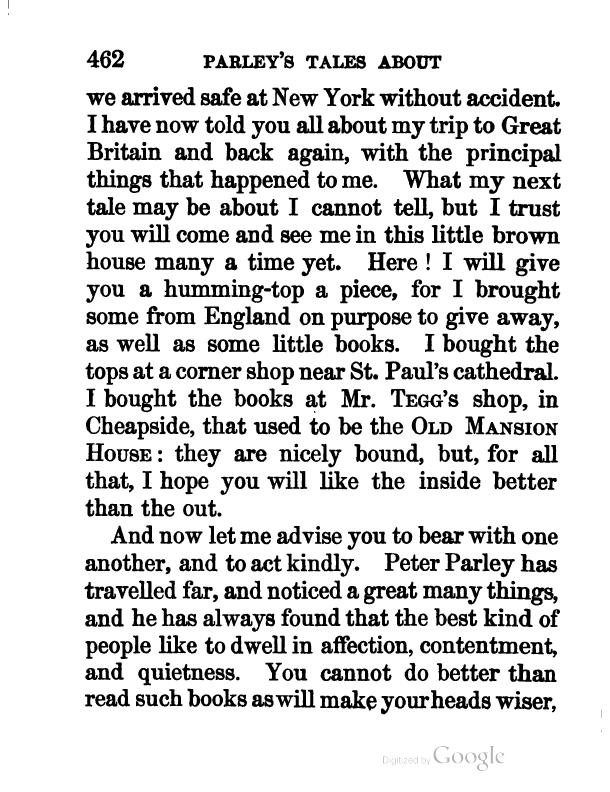 462 PARLEY'S TALES ABOUT
we arrived safe at New York without accident.
I have now told you all about my trip to Great
Britain and back again, with the principal
things that happened to me. What my next
tale may be about I cannot tell, but I trust
you will come and see me in this little brown
house many a time yet. Here ! I will give
you a humming-top a piece, for I brought
some from England on purpose to give away,
as well as some little books. I bought the
tops at a corner shop near St. Paul's cathedral.
I bought the books at Mr. TEGG'S shop, in
Cheapside, that used to be the OLD MANSION
HOUSE : they are nicely bound, but, for all
that, I hope you will like the inside better
than the out.
And now let me advise you to bear with one
another, and to act kindly. Peter Parley has
travelled far, and noticed a great many things,
and he has always found that the best kind of
people like to dwell in affection, contentment,
and quietness. You cannot do better than
read such books as will make your heads wiser,
Digitized by Google